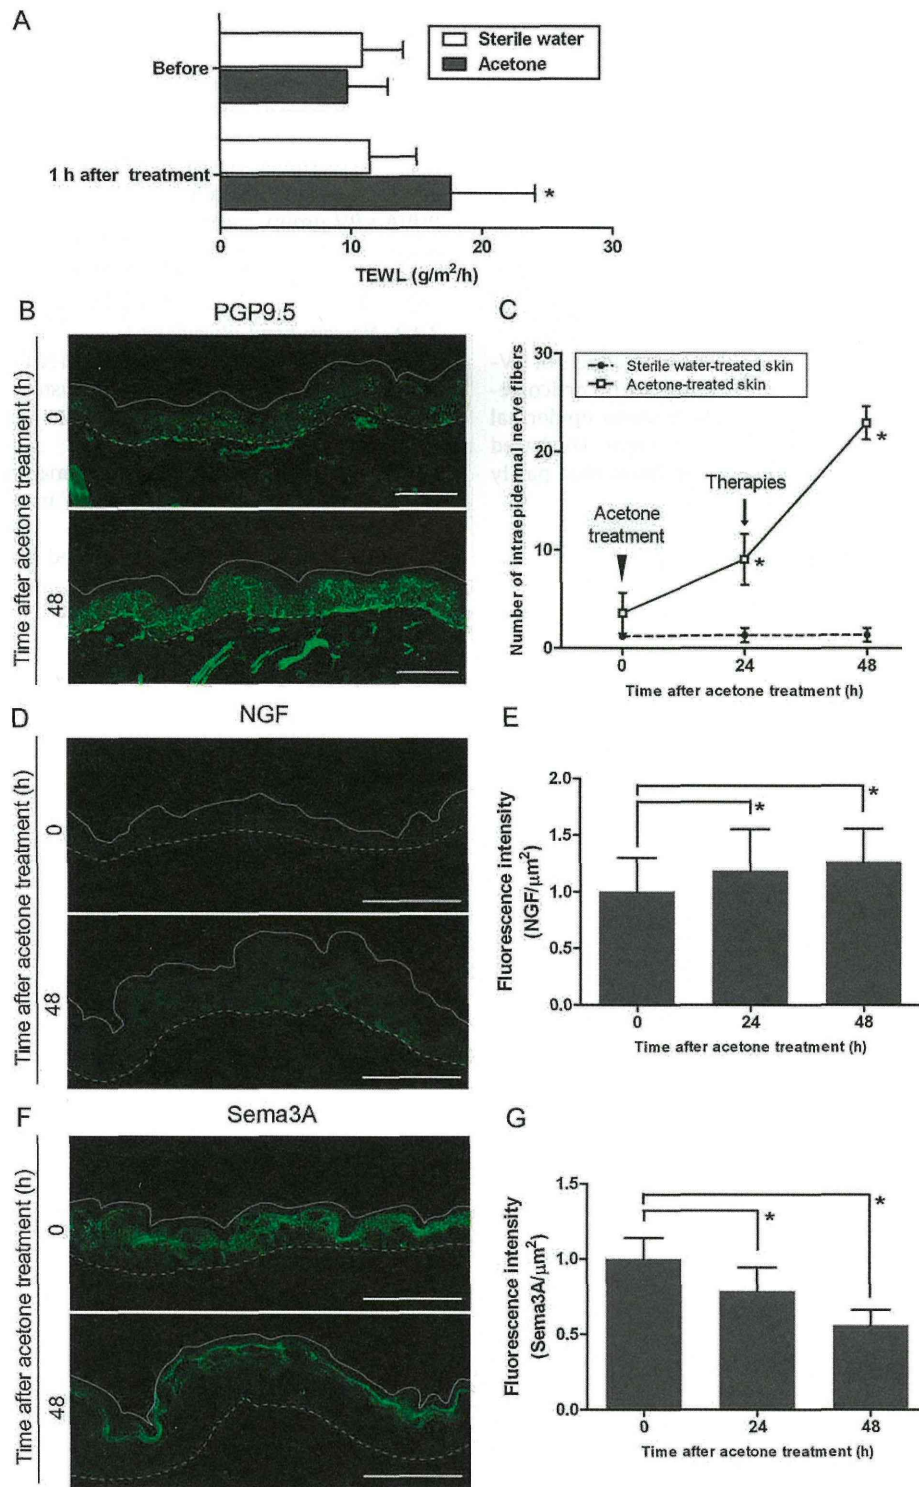 A
Sterile water
Acetone
Before
1 h after treatment
0 10 20 30
TEWL (g/m²/h)
B
PGP9.5
Time after acetone treatment (h)
0
48
C
Number of intraepidermal nerve fibers
30
20
10
0
Sterile water-treated skin
Acetone-treated skin
Acetone
treatment
Therapies
*
*
0 24 48
Time after acetone treatment (h)
D
NGF
Time after acetone treatment (h)
0
48
E
Fluorescence intensity
(NGF/μm²)
2.0
1.5
1.0
0.5
0.0
*
*
0 24 48
Time after acetone treatment (h)
F
Sema3A
Time after acetone treatment (h)
0
48
G
Fluorescence intensity
(Sema3A/μm²)
1.5
1.0
0.5
0.0
*
*
0 24 48
Time after acetone treatment (h)